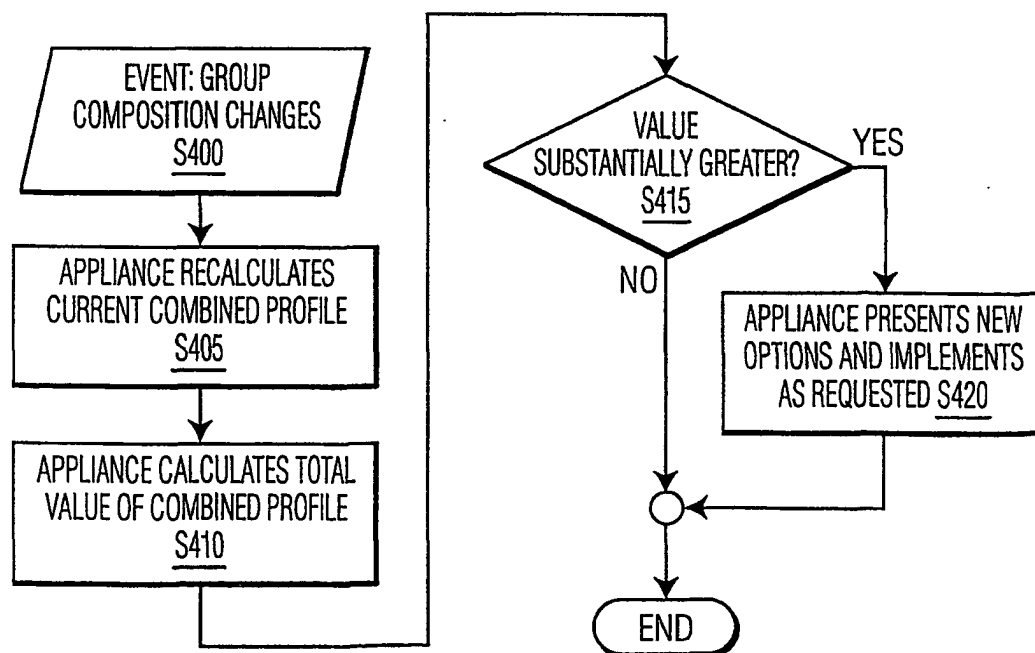 EVENT: GROUP
COMPOSITION CHANGES
S400
APPLIANCE RECALCULATES
CURRENT COMBINED PROFILE
S405
APPLIANCE CALCULATES TOTAL
VALUE OF COMBINED PROFILE
S410
VALUE
SUBSTANTIALLY GREATER?
S415
YES
NO
APPLIANCE PRESENTS NEW
OPTIONS AND IMPLEMENTS
AS REQUESTED S420
END